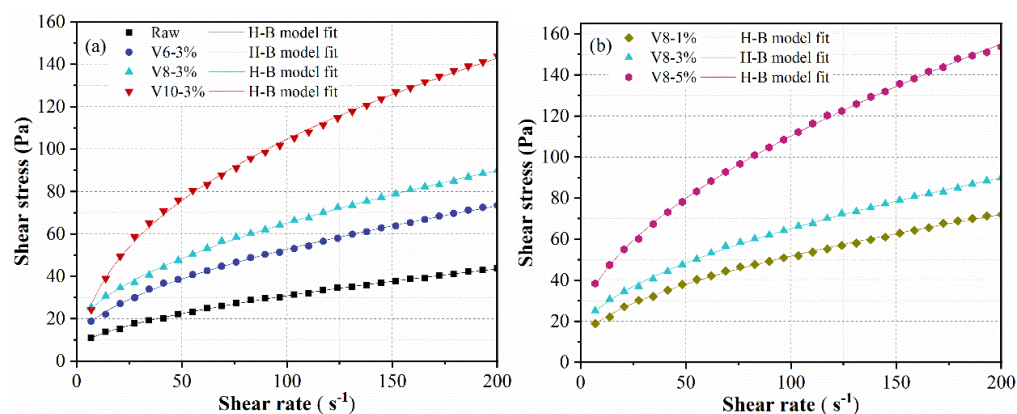 (a)
Raw H-B model fit
V6-3% H-B model fit
V8-3% H-B model fit
V10-3% H-B model fit
160
140
120
100
80
60
40
20
0
0 50 100 150 200
Shear stress (Pa)
Shear rate ( s-1)
(b)
V8-1% H-B model fit
V8-3% II-B model fit
V8-5% H-B model fit
160
140
120
100
80
60
40
20
0
0 50 100 150 200
Shear stress (Pa)
Shear rate ( s-1)